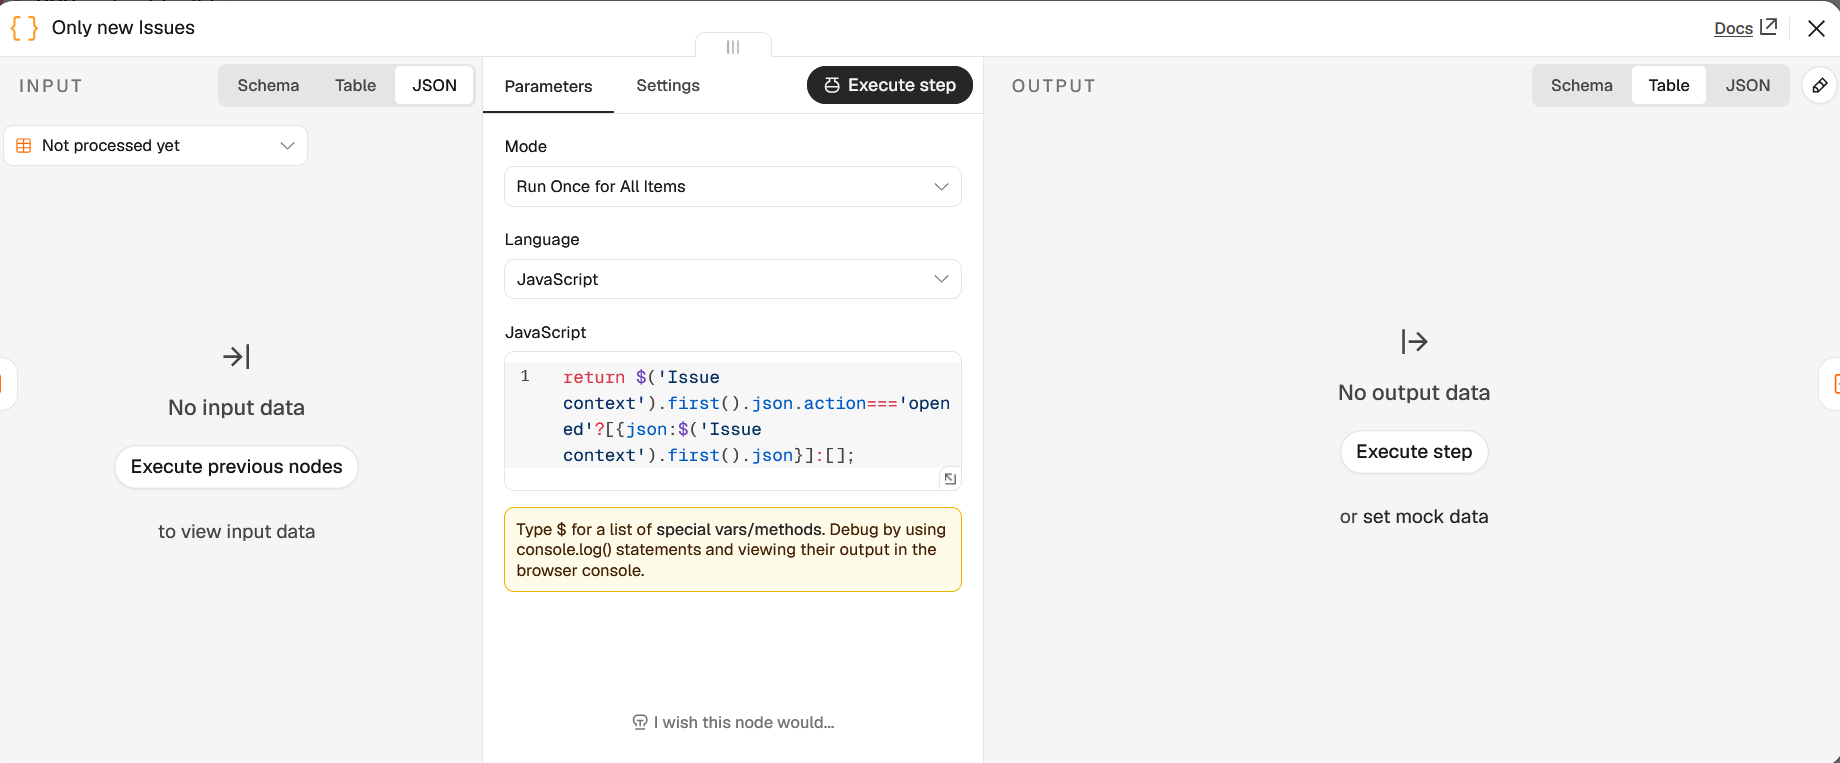 Only new Issues
Docs
INPUT
Schema
Table
JSON
Not processed yet
No input data
Execute previous nodes
to view input data
Parameters
Settings
Execute step
Mode
Run Once for All Items
Language
JavaScript
JavaScript
1
return $('Issue
context').first().json.action==='open
ed'?[{json:$('Issue
context').first().json}]:[];
Type $ for a list of special vars/methods. Debug by using
console.log() statements and viewing their output in the
browser console.
I wish this node would...
OUTPUT
Schema
Table
JSON
No output data
Execute step
or set mock data